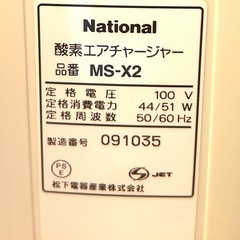 National
酸素エアチャージャー
品番 MS-X2
定格電圧 100 V
定格消費電力 44/51 W
定格周波数 50/60 Hz
製造番号 091035
PS
E
JET
松下電器産業株式会社